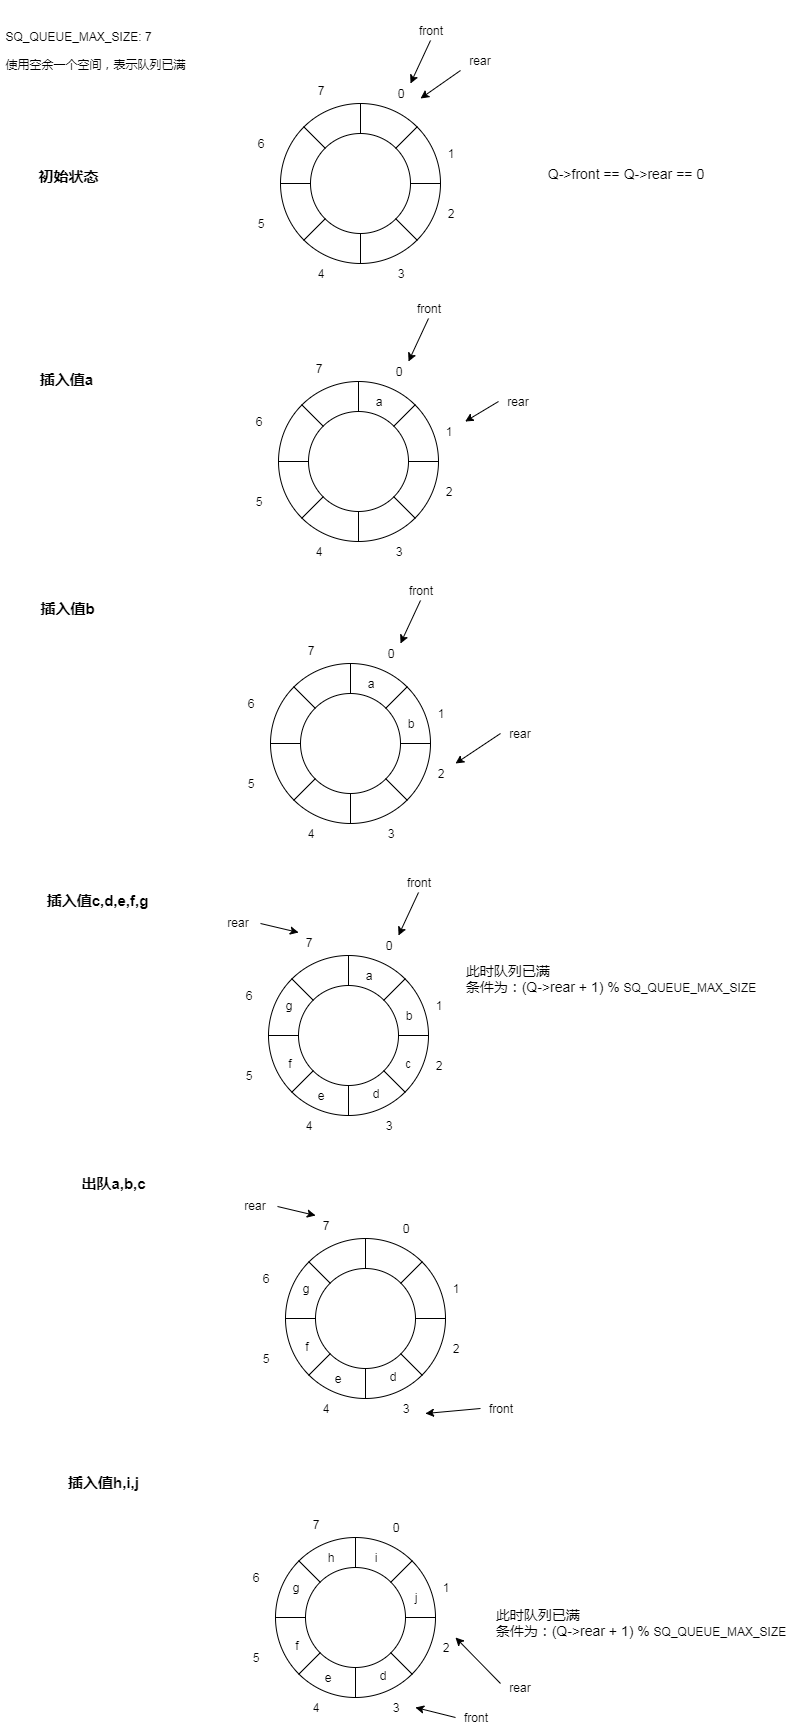 SQ_QUEUE_MAX_SIZE: 7
使用空余一个空间，表示队列已满
front
rear
7
0
6
1
初始状态
Q->front == Q->rear == 0
5
2
4
3
front
7
0
插入值a
a
rear
6
1
5
2
4
3
front
插入值b
7
0
a
6
1
b
rear
5
2
4
3
front
插入值c,d,e,f,g
rear
7
0
此时队列已满
a
条件为：(Q->rear + 1) % SQ_QUEUE_MAX_SIZE
6
g
1
b
f
c
2
5
e
d
4
3
出队a,b,c
rear
7
0
6
g
1
f
2
5
e
d
4
3
front
插入值h,i,j
7
0
h
i
6
g
1
j
此时队列已满
条件为：(Q->rear + 1) % SQ_QUEUE_MAX_SIZE
f
2
5
e
d
rear
4
3
front